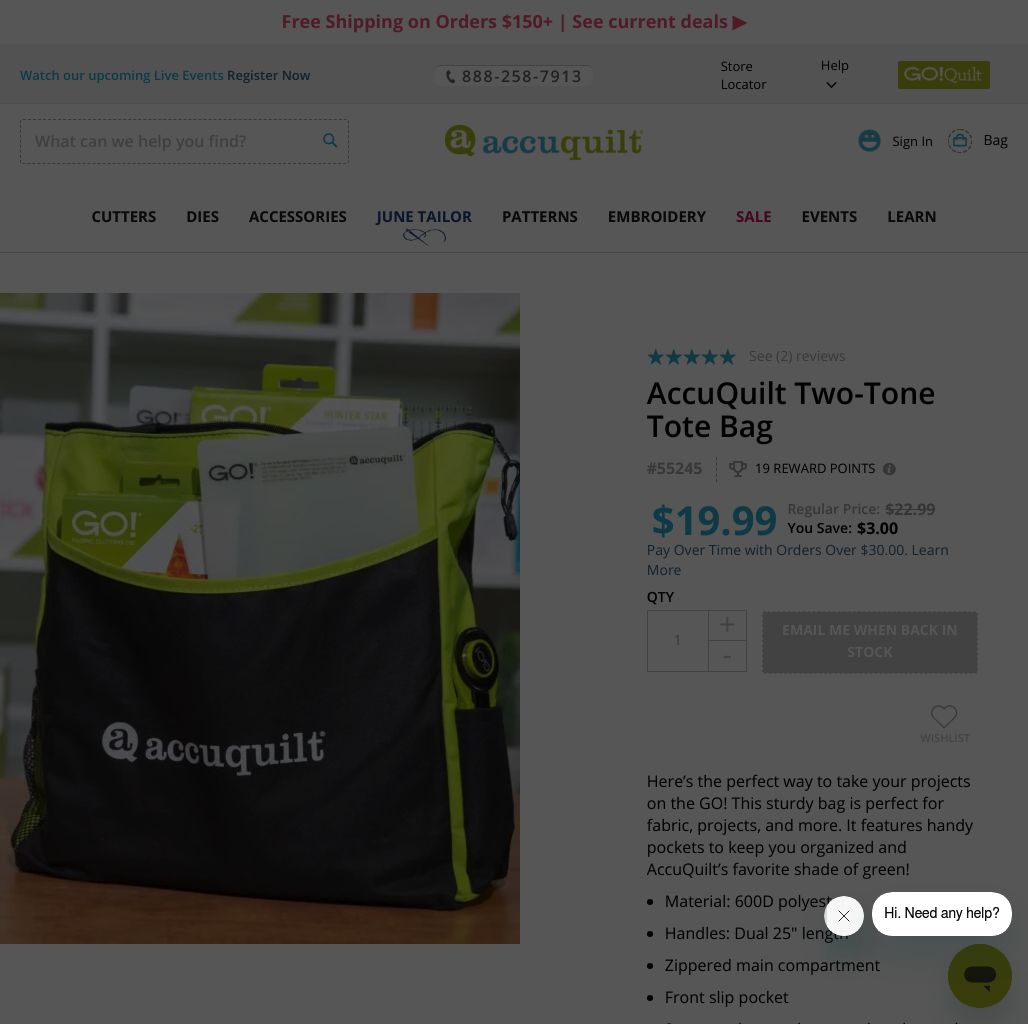 Free Shipping on Orders $150+ | See current deals ▶
Watch our upcoming Live Events Register Now
888-258-7913
Store
Locator
Help
GO!Quilt
What can we help you find?
accuquilt
Sign In
Bag
CUTTERS DIES ACCESSORIES JUNE TAILOR PATTERNS EMBROIDERY SALE EVENTS LEARN
GO!
GO!
HUNTER STAR
GO!
accuquilt
GO!
accuquilt
See (2) reviews
AccuQuilt Two-Tone
Tote Bag
#55245
19 REWARD POINTS
$19.99
Regular Price: $22.99
You Save: $3.00
Pay Over Time with Orders Over $30.00. Learn
More
QTY
1
+
-
EMAIL ME WHEN BACK IN
STOCK
WISHLIST
Here’s the perfect way to take your projects
on the GO! This sturdy bag is perfect for
fabric, projects, and more. It features handy
pockets to keep you organized and
AccuQuilt’s favorite shade of green!
• Material: 600D polyest
• Handles: Dual 25" length
• Zippered main compartment
• Front slip pocket
Hi. Need any help?